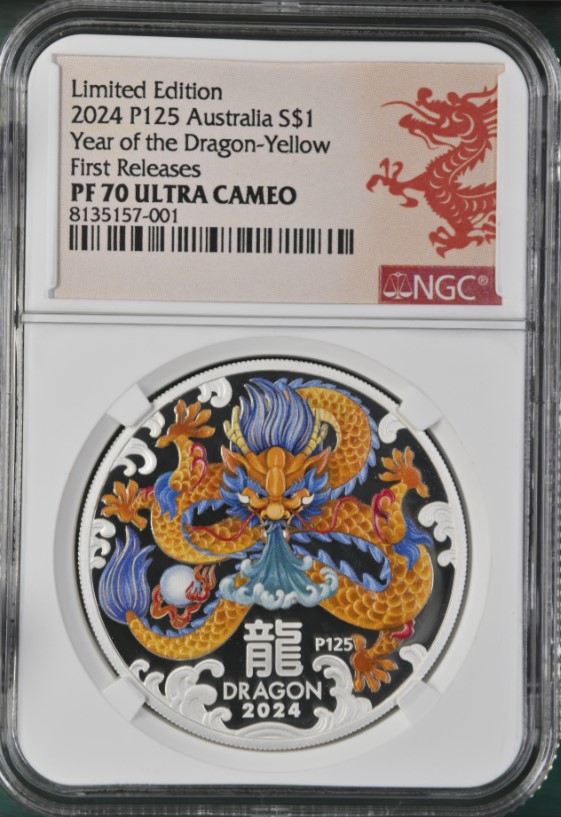 Limited Edition
2024 P125 Australia S$1
Year of the Dragon-Yellow
First Releases
PF 70 ULTRA CAMEO
8135157-001
NGC®
龍
P125
DRAGON
2024